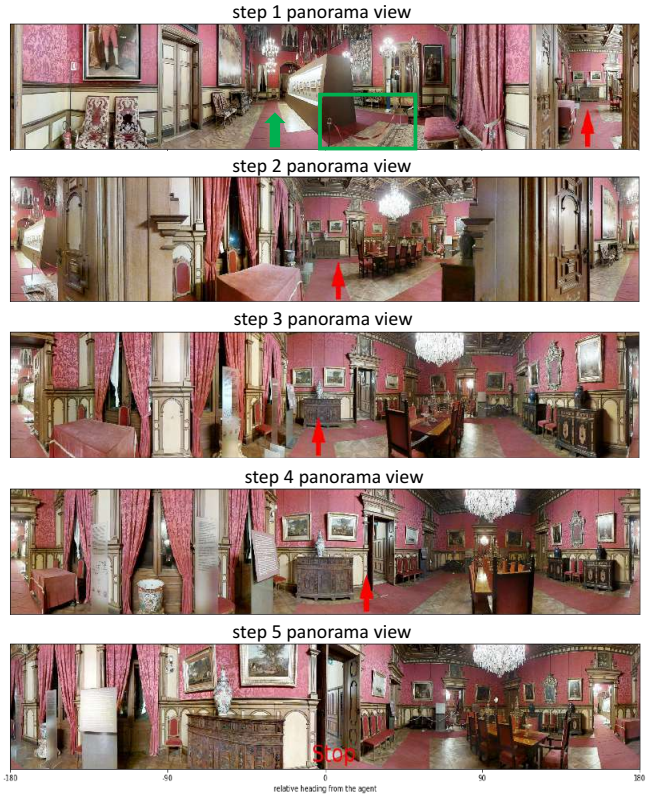 step 1 panorama view
step 2 panorama view
step 3 panorama view
step 4 panorama view
step 5 panorama view
Stop
-180
-90
0
90
180
relative heading from the agent